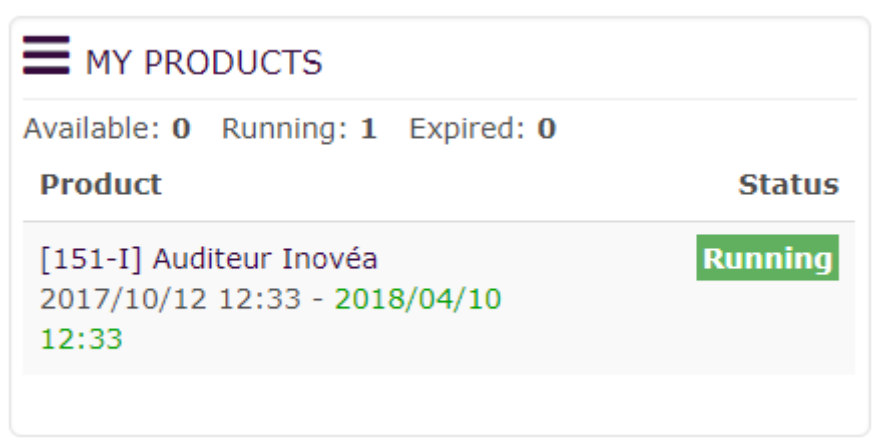 MY PRODUCTS
Available: 0 Running: 1 Expired: 0
Product Status
[151-I] Auditeur Inovéa Running
2017/10/12 12:33 - 2018/04/10
12:33